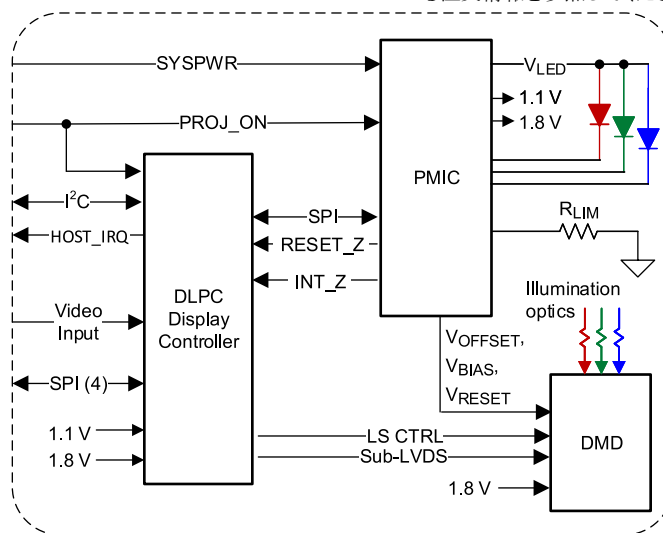 SYSPWR
PROJ_ON
I²C
HOST_IRQ
Video
Input
SPI (4)
1.1 V
1.8 V
DLPC
Display
Controller
SPI
RESET_Z
INT_Z
PMIC
VLED
1.1 V
1.8 V
RLIM
Illumination
optics
VOFFSET,
VBIAS,
VRESET
LS CTRL
Sub-LVDS
1.8 V
DMD